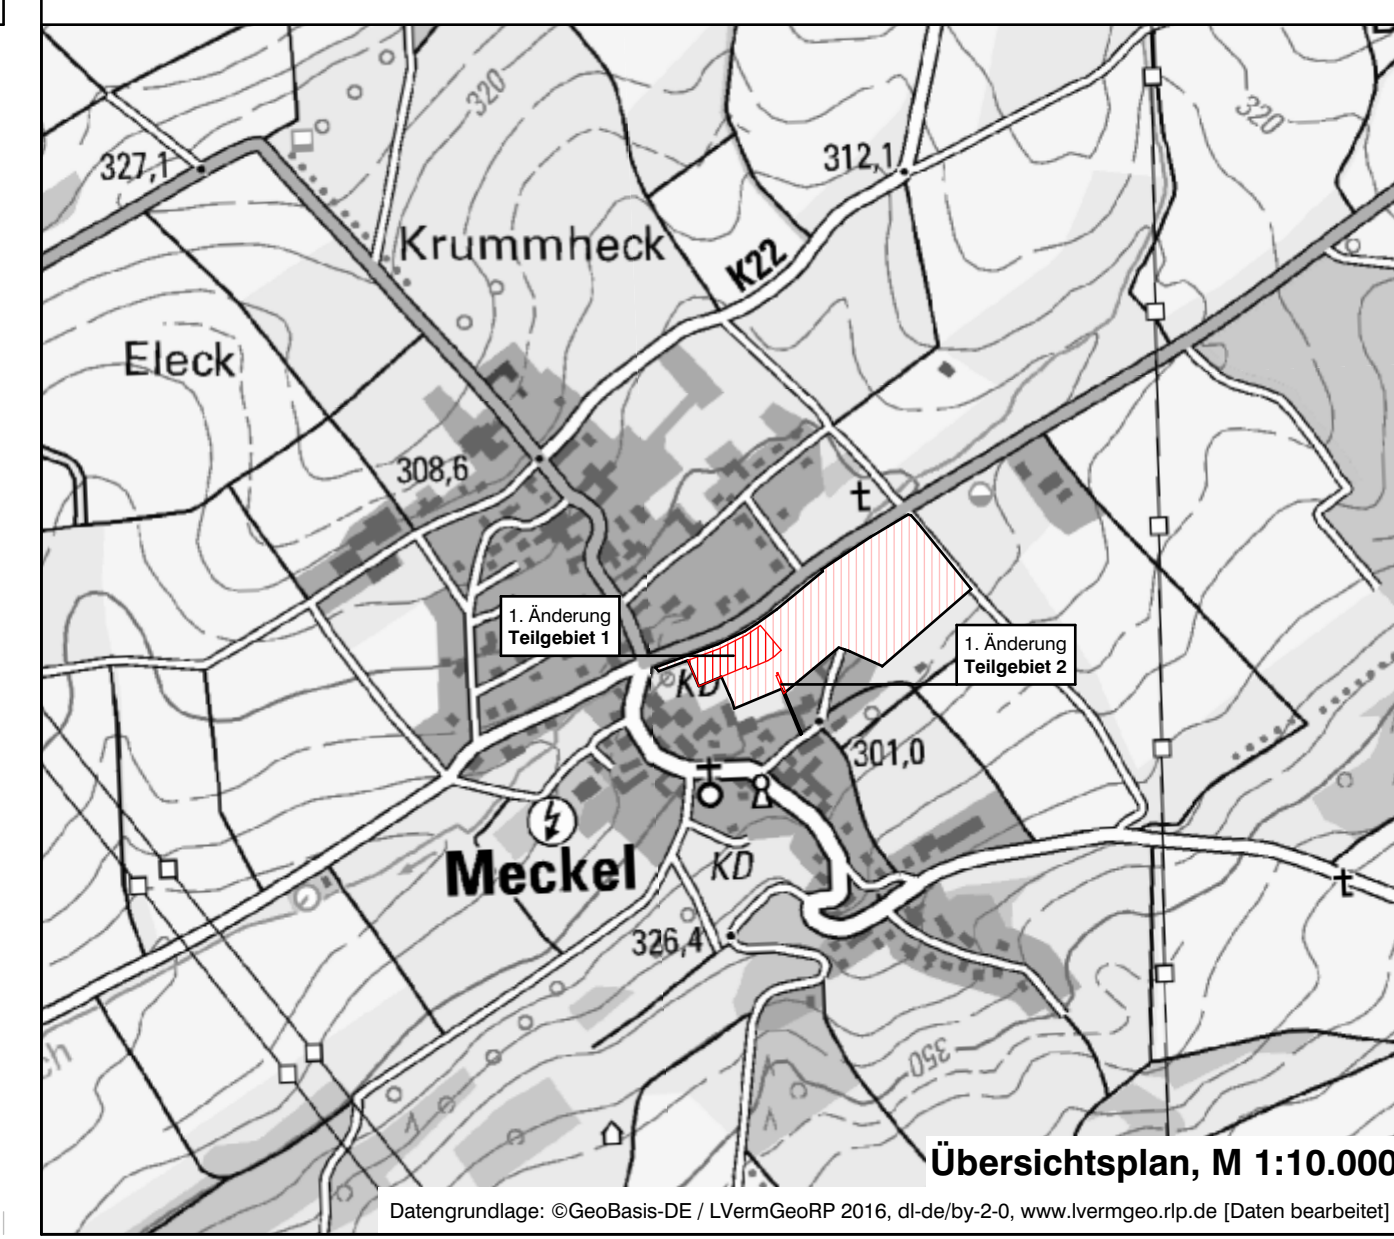 320
320
327,1
312,1
Krummheck
K22
Eleck
308,6
1. Änderung
Teilgebiet 1
1. Änderung
Teilgebiet 2
KD
301,0
Meckel
KD
326,4
350
Übersichtsplan, M 1:10.000
Datengrundlage: ©GeoBasis-DE / LVermGeoRP 2016, dl-de/by-2-0, www.lvermgeo.rlp.de [Daten bearbeitet]